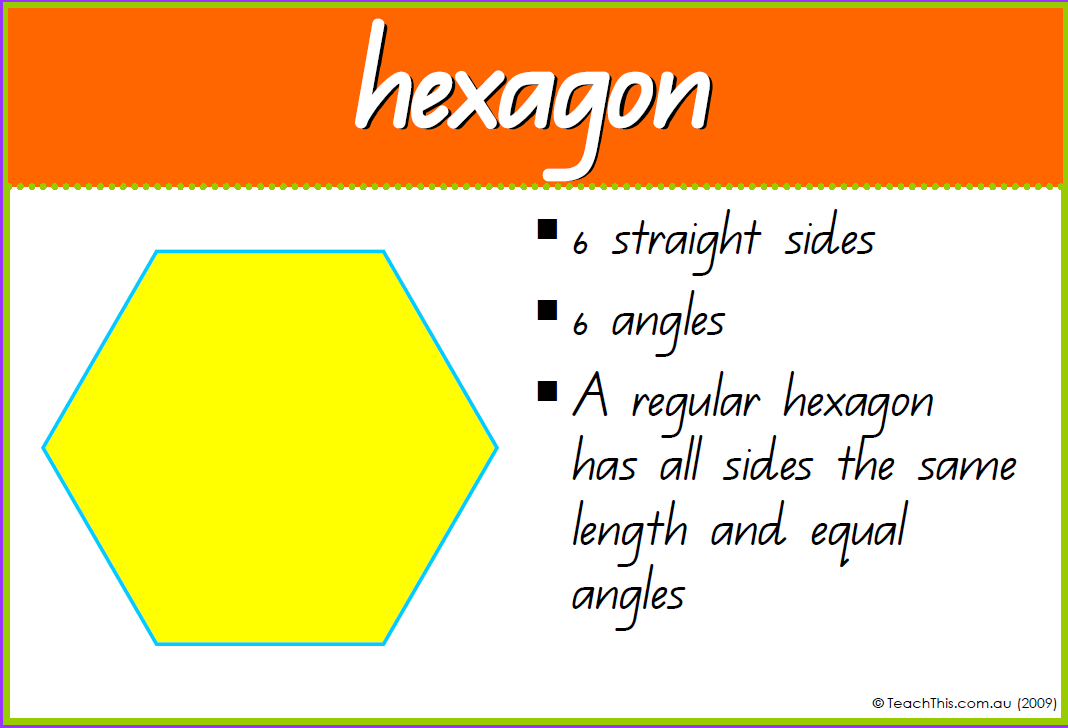 hexagon
▪ 6 straight sides
▪ 6 angles
▪ A regular hexagon
has all sides the same
length and equal
angles
© TeachThis.com.au (2009)